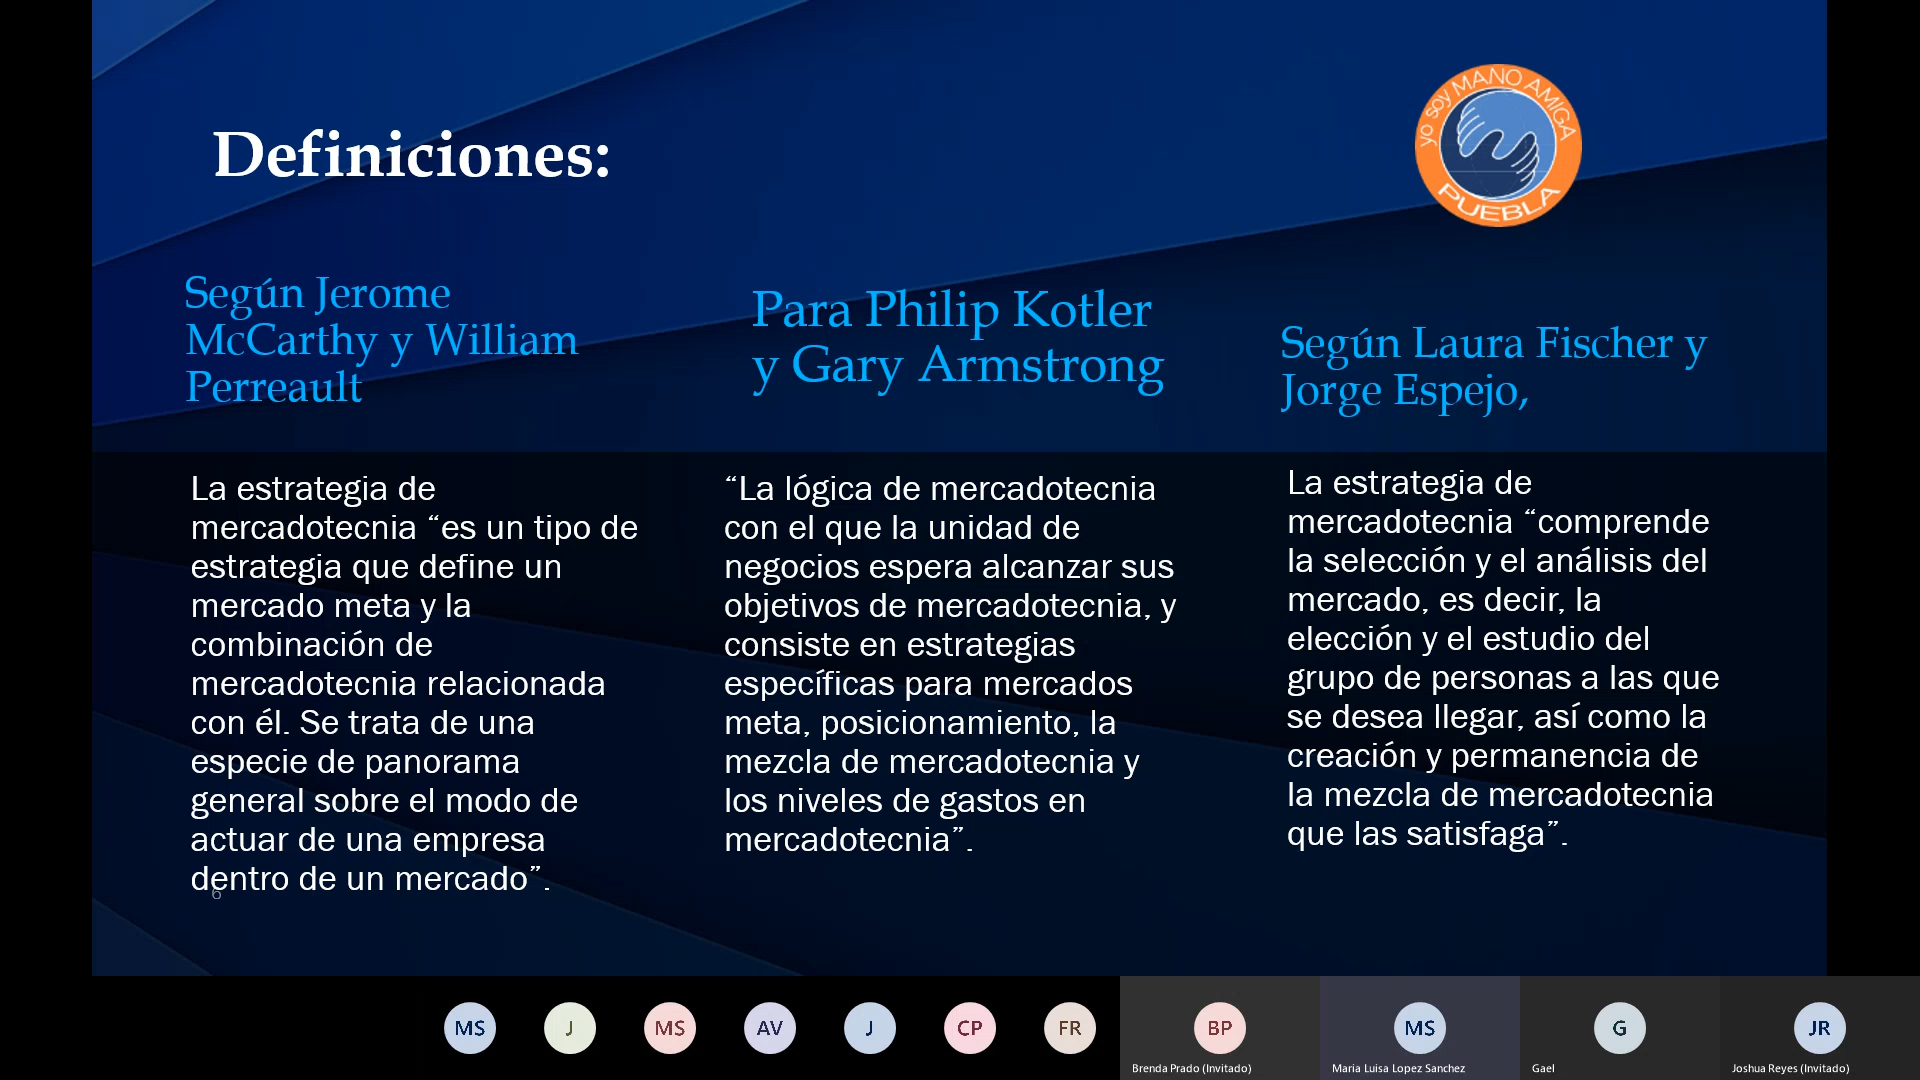 Definiciones:
yo soy MANO AMIGA
PUEBLA
Según Jerome
McCarthy y William
Perreault
La estrategia de
mercadotecnia “es un tipo de
estrategia que define un
mercado meta y la
combinación de
mercadotecnia relacionada
con él. Se trata de una
especie de panorama
general sobre el modo de
actuar de una empresa
dentro de un mercado”.
6
Para Philip Kotler
y Gary Armstrong
“La lógica de mercadotecnia
con el que la unidad de
negocios espera alcanzar sus
objetivos de mercadotecnia, y
consiste en estrategias
específicas para mercados
meta, posicionamiento, la
mezcla de mercadotecnia y
los niveles de gastos en
mercadotecnia”.
Según Laura Fischer y
Jorge Espejo,
La estrategia de
mercadotecnia “comprende
la selección y el análisis del
mercado, es decir, la
elección y el estudio del
grupo de personas a las que
se desea llegar, así como la
creación y permanencia de
la mezcla de mercadotecnia
que las satisfaga”.
MS
J
MS
AV
J
CP
FR
BP
Brenda Prado (Invitado)
MS
Maria Luisa Lopez Sanchez
G
Gael
JR
Joshua Reyes (Invitado)